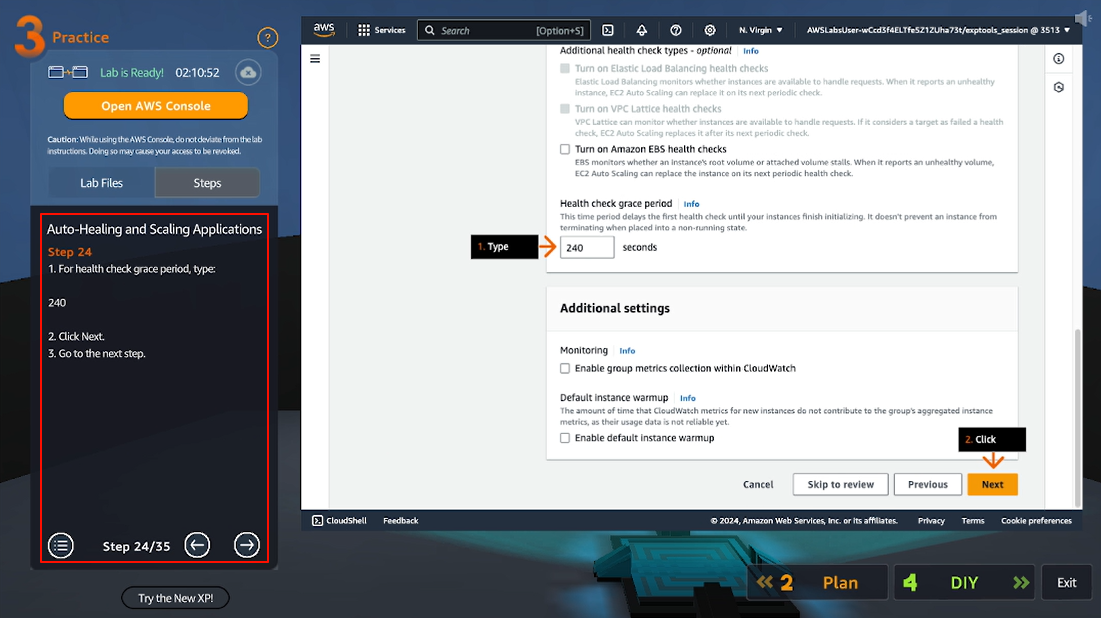 3 Practice
?
Lab is Ready! 02:10:52
Open AWS Console
Caution: While using the AWS Console, do not deviate from the lab
instructions. Doing so may cause your access to be revoked.
Lab Files
Steps
Auto-Healing and Scaling Applications
Step 24
1. For health check grace period, type:
240
2. Click Next.
3. Go to the next step.
Step 24/35
Try the New XP!
aws
Services
Search
[Option+S]
N. Virgin
AWSLabsUser-wCcd3f4ELTfe5Z1ZUha73t/exptools_session @ 3513
Additional health check types - optional Info
Turn on Elastic Load Balancing health checks
Elastic Load Balancing monitors whether instances are available to handle requests. When it reports an unhealthy
instance, EC2 Auto Scaling can replace it on its next periodic check.
Turn on VPC Lattice health checks
VPC Lattice can monitor whether instances are available to handle requests. If it considers a target as failed a health
check, EC2 Auto Scaling replaces it after its next periodic check.
Turn on Amazon EBS health checks
EBS monitors whether an instance's root volume or attached volume stalls. When it reports an unhealthy volume,
EC2 Auto Scaling can replace the instance on its next periodic health check.
Health check grace period Info
This time period delays the first health check until your instances finish initializing. It doesn't prevent an instance from
terminating when placed into a non-running state.
1. Type
240
seconds
Additional settings
Monitoring Info
Enable group metrics collection within CloudWatch
Default instance warmup Info
The amount of time that CloudWatch metrics for new instances do not contribute to the group's aggregated instance
metrics, as their usage data is not reliable yet.
Enable default instance warmup
2. Click
Cancel
Skip to review
Previous
Next
CloudShell
Feedback
© 2024, Amazon Web Services, Inc. or its affiliates.
Privacy
Terms
Cookie preferences
2 Plan
4 DIY
Exit